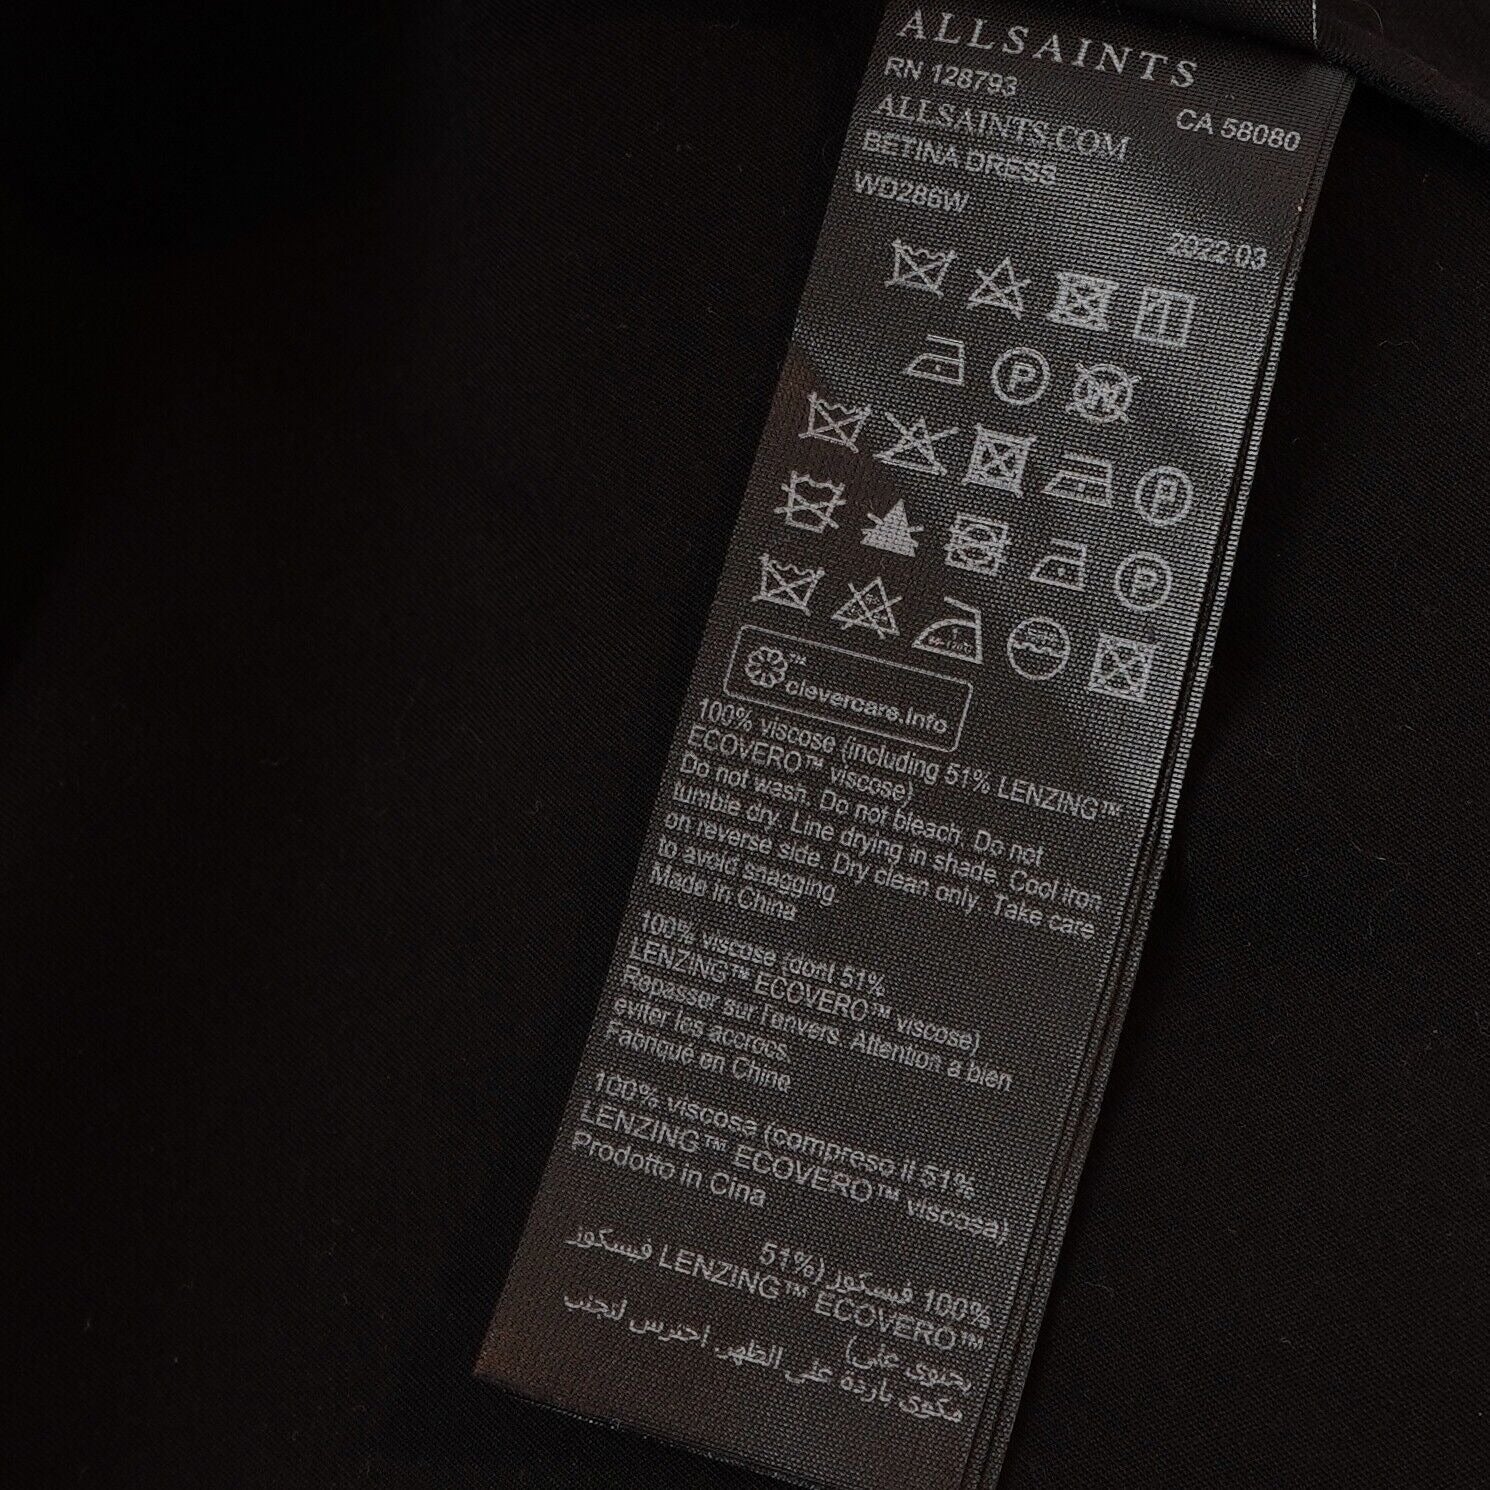 ALLSAINTS
RN 128793
CA 58080
ALLSAINTS.COM
BETINA DRESS
WD286W
2022 03
P
W
P
P
™
clevercare.info
100% viscose (including 51% LENZING™
ECOVERO™ viscose)
Do not wash. Do not bleach. Do not
tumble dry. Line drying in shade. Cool iron
on reverse side. Dry clean only. Take care
to avoid snagging
Made in China
100% viscose (dont 51%
LENZING™ ECOVERO™ viscose)
Repasser sur l'envers. Attention à bien
éviter les accrocs.
Fabriqué en Chine
100% viscosa (compreso il 51%
LENZING™ ECOVERO™ viscosa)
Prodotto in Cina
100% فيسكوز (51%
LENZING™ ECOVERO™ فيسكوز
يحتوي على)
مكوى باردة على الظهر. احترس لتجنب